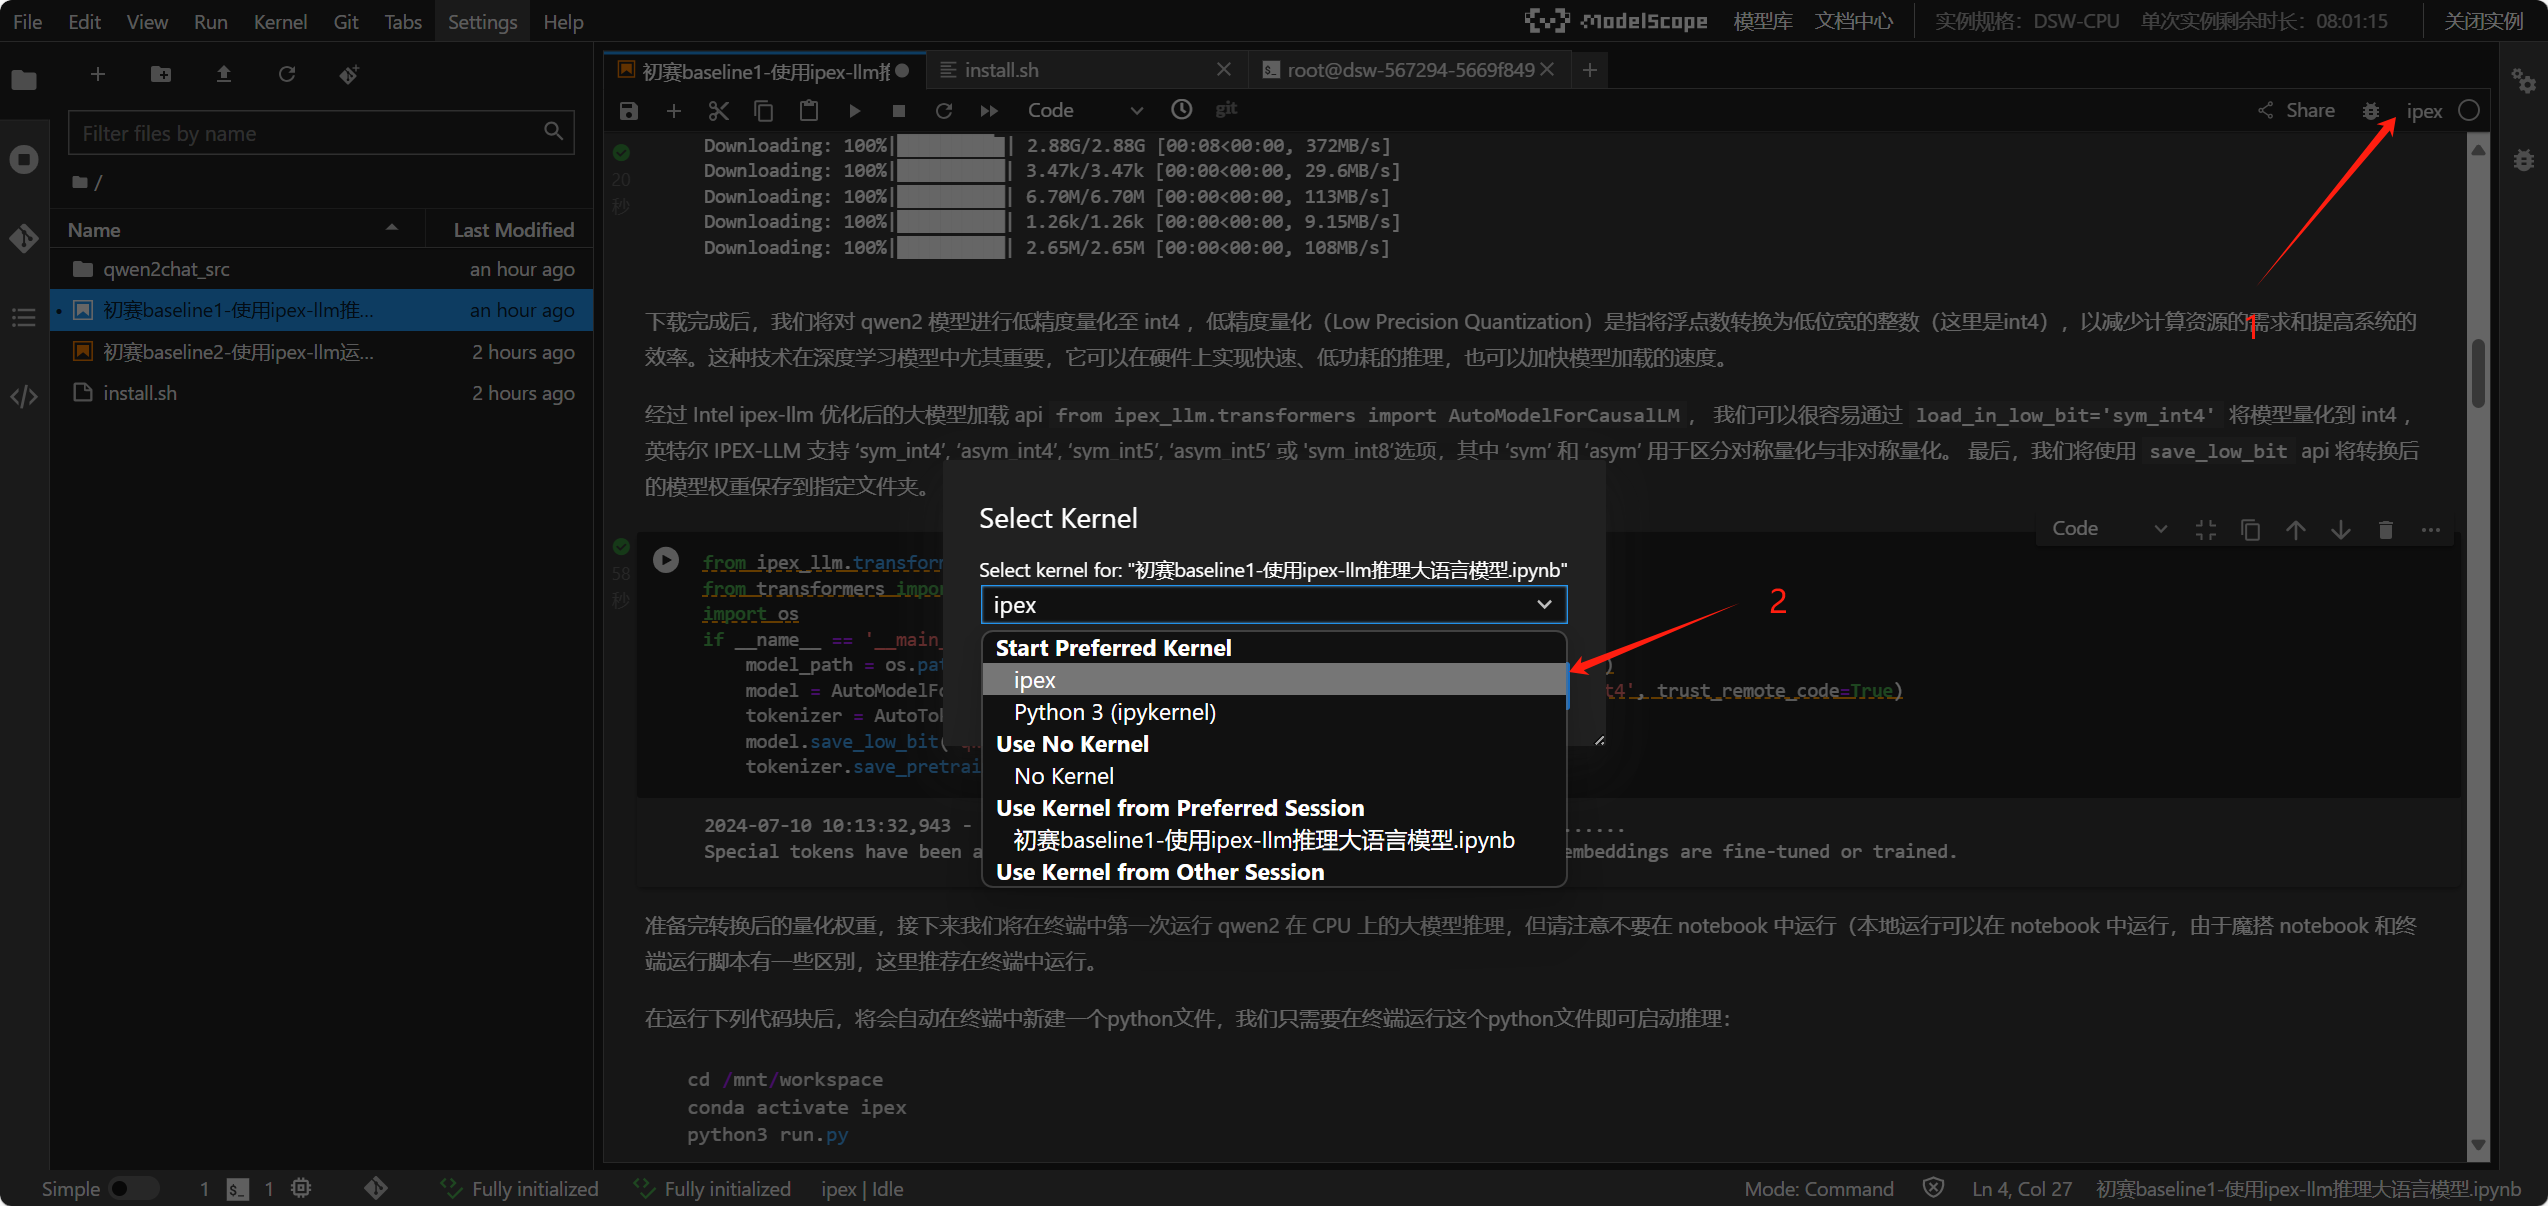 File Edit View Run Kernel Git Tabs Settings Help
ModelScope 模型库 文档中心 实例规格: DSW-CPU 单次实例剩余时长: 08:01:15 关闭实例
初赛baseline1-使用ipex-llm推
install.sh
root@dsw-567294-5669f849
Code
git
Share
ipex
Filter files by name
/
Name Last Modified
qwen2chat_src an hour ago
初赛baseline1-使用ipex-llm推... an hour ago
初赛baseline2-使用ipex-llm运... 2 hours ago
install.sh 2 hours ago
20
秒
Downloading: 100%| | 2.88G/2.88G [00:08<00:00, 372MB/s]
Downloading: 100%| | 3.47k/3.47k [00:00<00:00, 29.6MB/s]
Downloading: 100%| | 6.70M/6.70M [00:00<00:00, 113MB/s]
Downloading: 100%| | 1.26k/1.26k [00:00<00:00, 9.15MB/s]
Downloading: 100%| | 2.65M/2.65M [00:00<00:00, 108MB/s]
1
下载完成后，我们将对 qwen2 模型进行低精度量化至 int4 ，低精度量化（Low Precision Quantization）是指将浮点数转换为低位宽的整数（这里是int4），以减少计算资源的需求和提高系统的
效率。这种技术在深度学习模型中尤其重要，它可以在硬件上实现快速、低功耗的推理，也可以加快模型加载的速度。
经过 Intel ipex-llm 优化后的大模型加载 api from ipex_llm.transformers import AutoModelForCausalLM ， 我们可以很容易通过 load_in_low_bit='sym_int4' 将模型量化到 int4 ，
英特尔 IPEX-LLM 支持 ‘sym_int4’, ‘asym_int4’, ‘sym_int5’, ‘asym_int5’ 或 'sym_int8'选项，其中 ‘sym’ 和 ‘asym’ 用于区分对称量化与非对称量化。 最后，我们将使用 save_low_bit api 将转换后
的模型权重保存到指定文件夹。
Code
58
秒
from ipex_llm.transfor
from transformers impo
import os
if __name__ == '__main_
model_path = os.pa
model = AutoModelF
t4', trust_remote_code=True)
tokenizer = AutoTo
model.save_low_bit(
tokenizer.save_pretrai
Select Kernel
Select kernel for: "初赛baseline1-使用ipex-llm推理大语言模型.ipynb"
ipex
2
Start Preferred Kernel
ipex
Python 3 (ipykernel)
Use No Kernel
No Kernel
Use Kernel from Preferred Session
初赛baseline1-使用ipex-llm推理大语言模型.ipynb
Use Kernel from Other Session
2024-07-10 10:13:32,943 - ......
Special tokens have been a
embeddings are fine-tuned or trained.
准备完转换后的量化权重，接下来我们将在终端中第一次运行 qwen2 在 CPU 上的大模型推理，但请注意不要在 notebook 中运行（本地运行可以在 notebook 中运行，由于魔搭 notebook 和终
端运行脚本有一些区别，这里推荐在终端中运行。
在运行下列代码块后，将会自动在终端中新建一个python文件，我们只需要在终端运行这个python文件即可启动推理：
cd /mnt/workspace
conda activate ipex
python3 run.py
Simple 1 $_ 1 Fully initialized Fully initialized ipex | Idle Mode: Command Ln 4, Col 27 初赛baseline1-使用ipex-llm推理大语言模型.ipynb